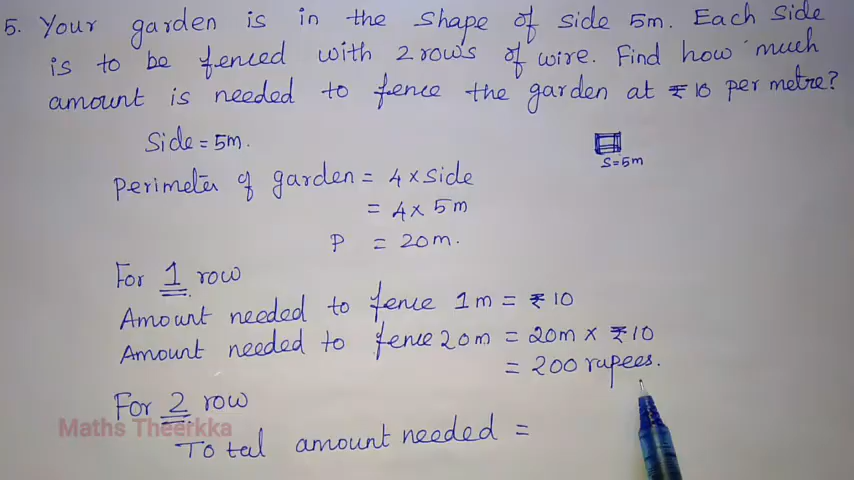 5. Your garden is in the shape of side 5m. Each side
is to be fenced with 2 row's of wire. Find how much
amount is needed to fence the garden at ₹10 per metre?
Side = 5m.
S=5m
Perimeter of garden = 4 × side
= 4 × 5m
P = 20m.
For 1 row
Amount needed to fence 1m = ₹10
Amount needed to fence 20m = 20m × ₹10
= 200 rupees.
For 2 row
Maths Theerkka
Total amount needed =